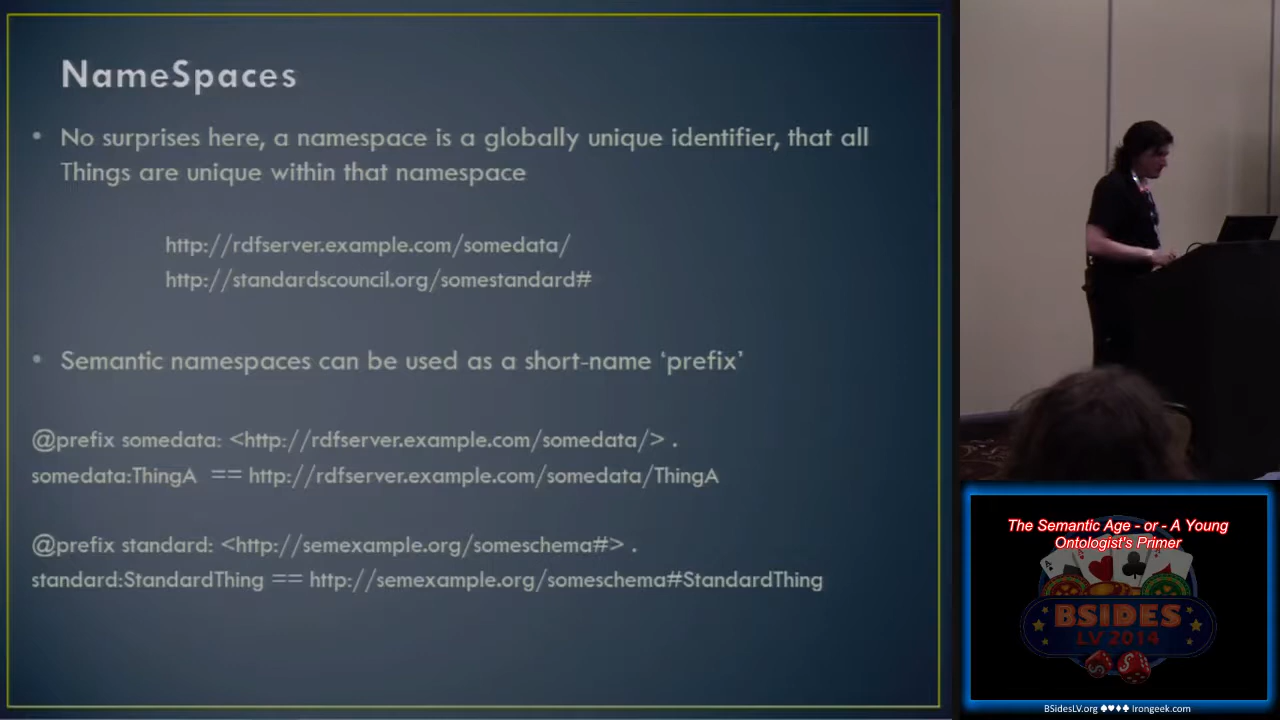 NameSpaces
• No surprises here, a namespace is a globally unique identifier, that all
Things are unique within that namespace
http://rdfserver.example.com/somedata/
http://standardscouncil.org/somestandard#
• Semantic namespaces can be used as a short-name ‘prefix’
@prefix somedata: <http://rdfserver.example.com/somedata/> .
somedata:ThingA == http://rdfserver.example.com/somedata/ThingA
@prefix standard: <http://semexample.org/someschema#> .
standard:StandardThing == http://semexample.org/someschema#StandardThing
The Semantic Age - or - A Young
Ontologist's Primer
BSIDES
LV 2014
BSidesLV.org ♠♥♦♣ Irongeek.com